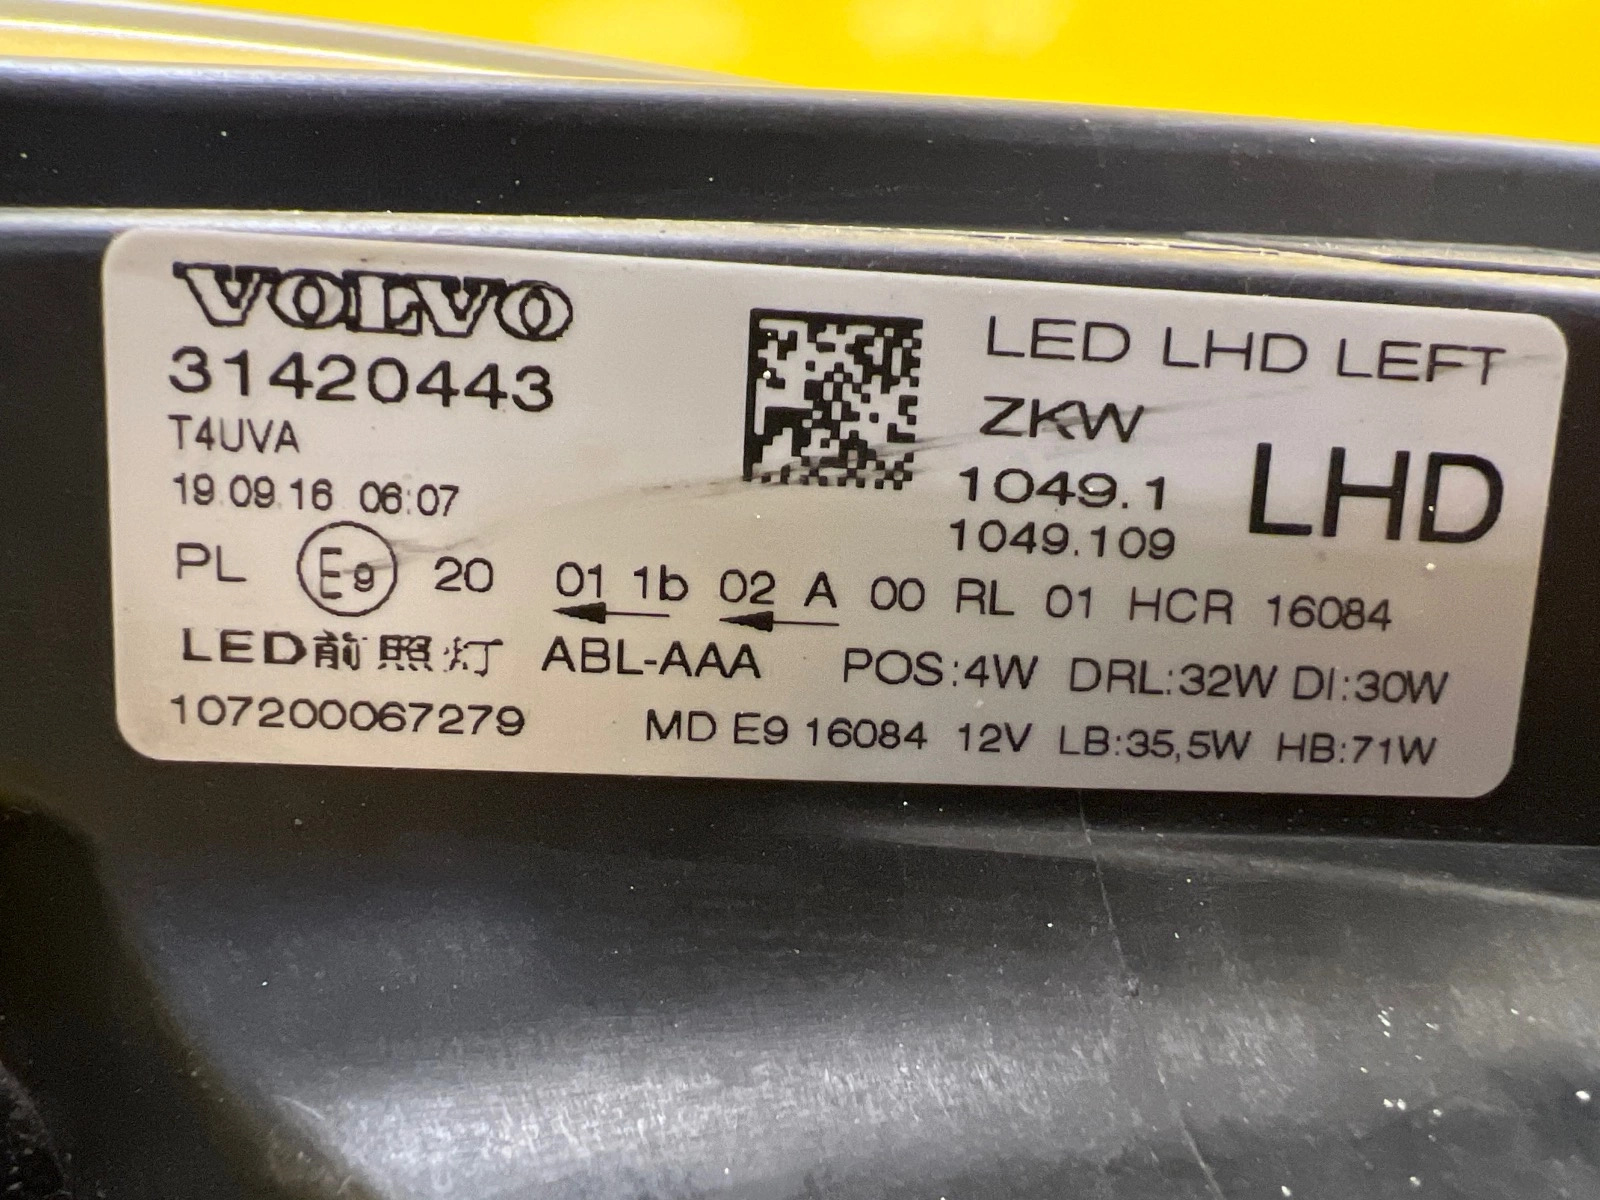 VOLVO
31420443
T4UVA
19.09.16 06:07
LED LHD LEFT
ZKW
1049.1
1049.109
LHD
PL E9 20 01 1b 02 A 00 RL 01 HCR 16084
LED前照灯 ABL-AAA POS:4W DRL:32W DI:30W
107200067279 MD E9 16084 12V LB:35,5W HB:71W